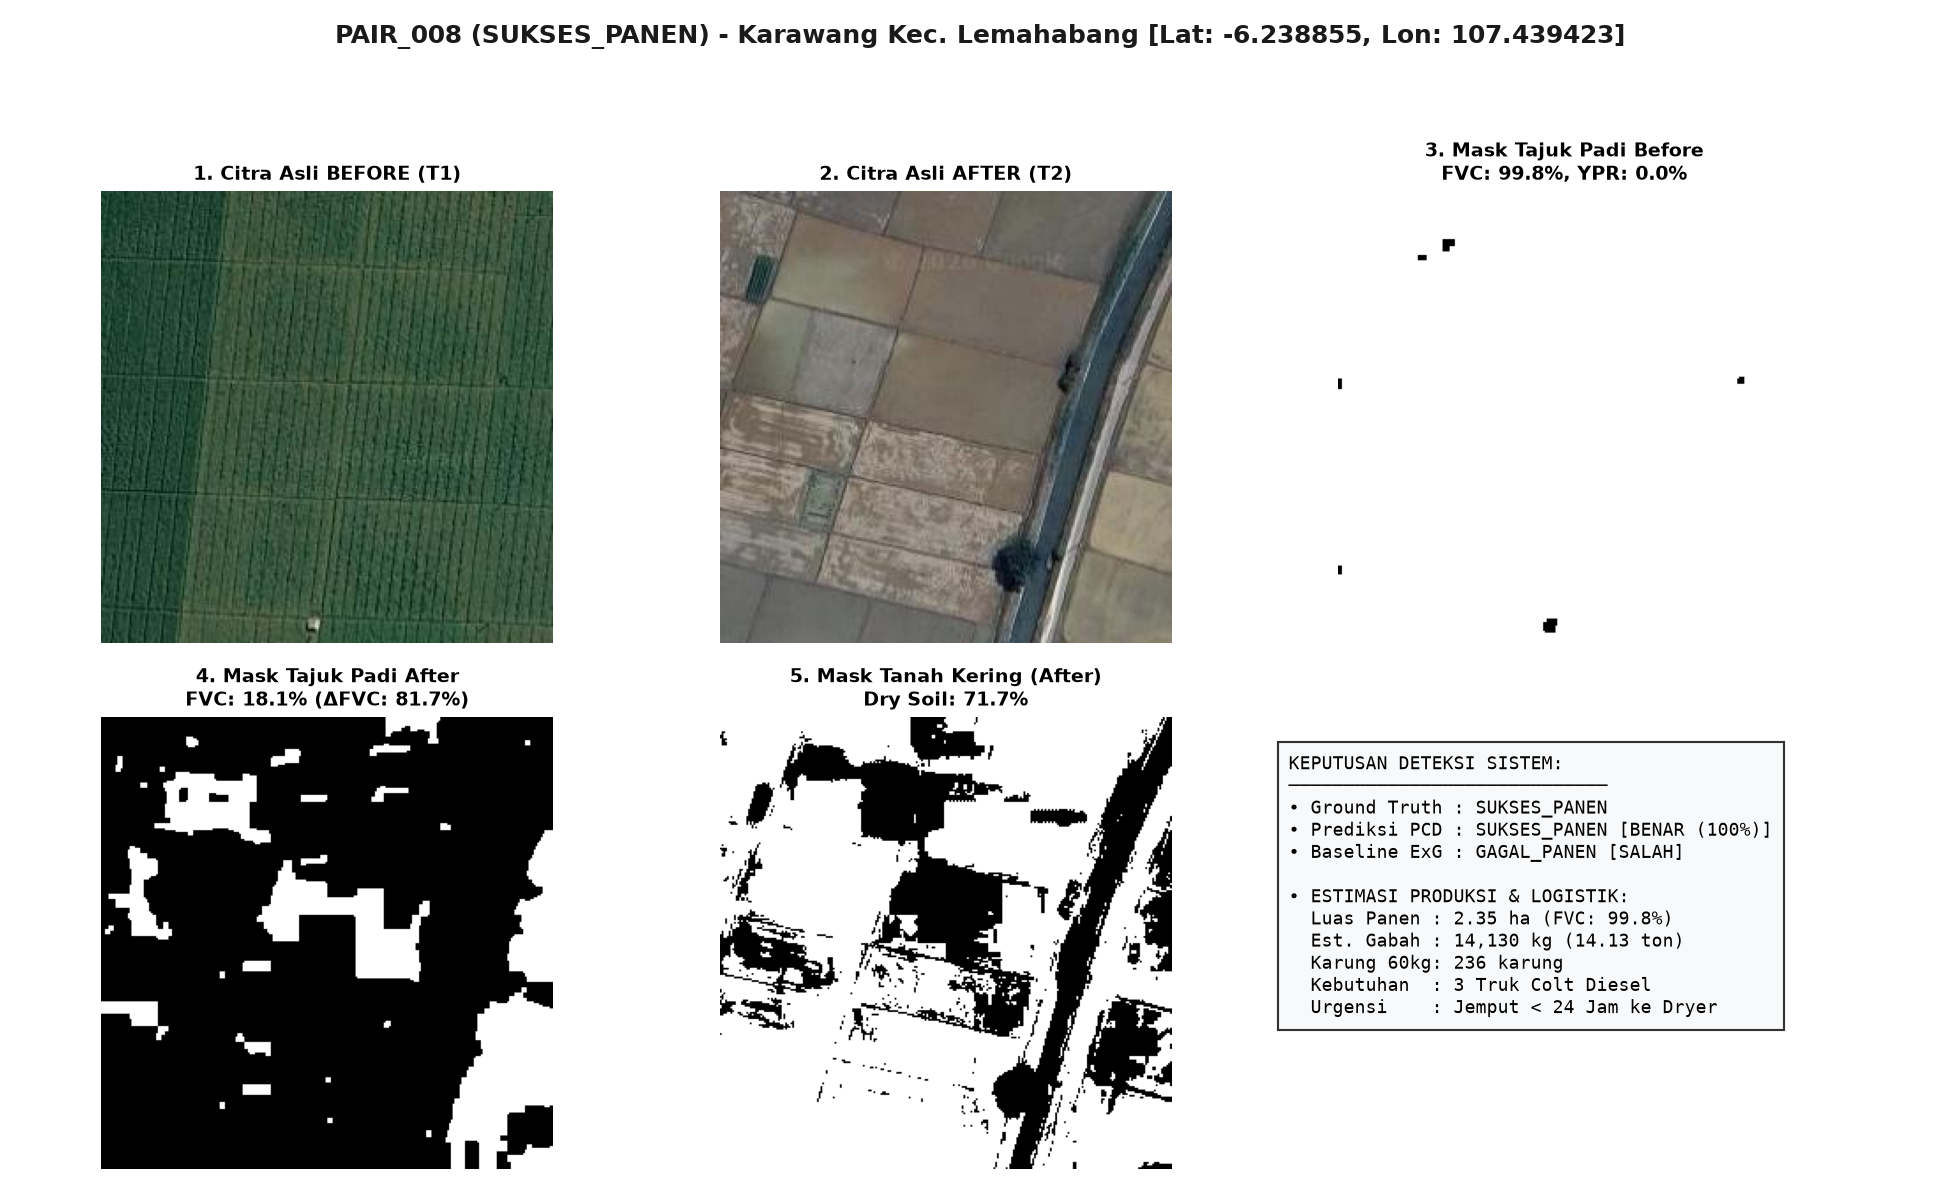 PAIR_008 (SUKSES_PANEN) - Karawang Kec. Lemahabang [Lat: -6.238855, Lon: 107.439423]
1. Citra Asli BEFORE (T1)
2. Citra Asli AFTER (T2)
3. Mask Tajuk Padi Before
FVC: 99.8%, YPR: 0.0%
4. Mask Tajuk Padi After
FVC: 18.1% (ΔFVC: 81.7%)
5. Mask Tanah Kering (After)
Dry Soil: 71.7%
KEPUTUSAN DETEKSI SISTEM:
• Ground Truth : SUKSES_PANEN
• Prediksi PCD : SUKSES_PANEN [BENAR (100%)]
• Baseline ExG : GAGAL_PANEN [SALAH]
• ESTIMASI PRODUKSI & LOGISTIK:
Luas Panen : 2.35 ha (FVC: 99.8%)
Est. Gabah : 14,130 kg (14.13 ton)
Karung 60kg: 236 karung
Kebutuhan : 3 Truk Colt Diesel
Urgensi : Jemput < 24 Jam ke Dryer